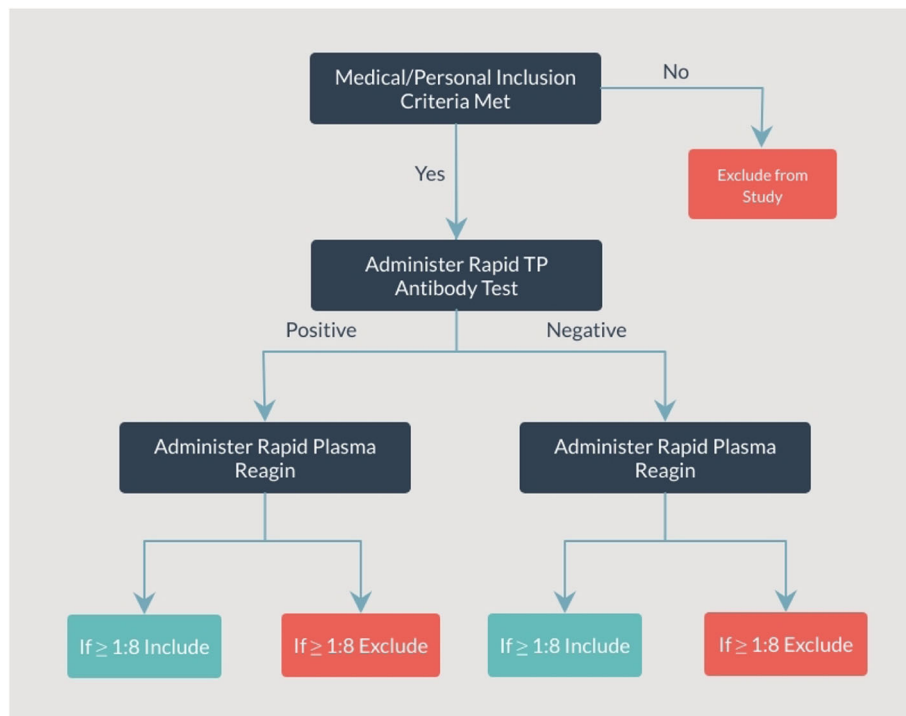 Medical/Personal Inclusion
Criteria Met
No
Exclude from
Study
Yes
Administer Rapid TP
Antibody Test
Positive
Negative
Administer Rapid Plasma
Reagin
Administer Rapid Plasma
Reagin
If ≥ 1:8 Include
If ≥ 1:8 Exclude
If ≥ 1:8 Include
If ≥ 1:8 Exclude